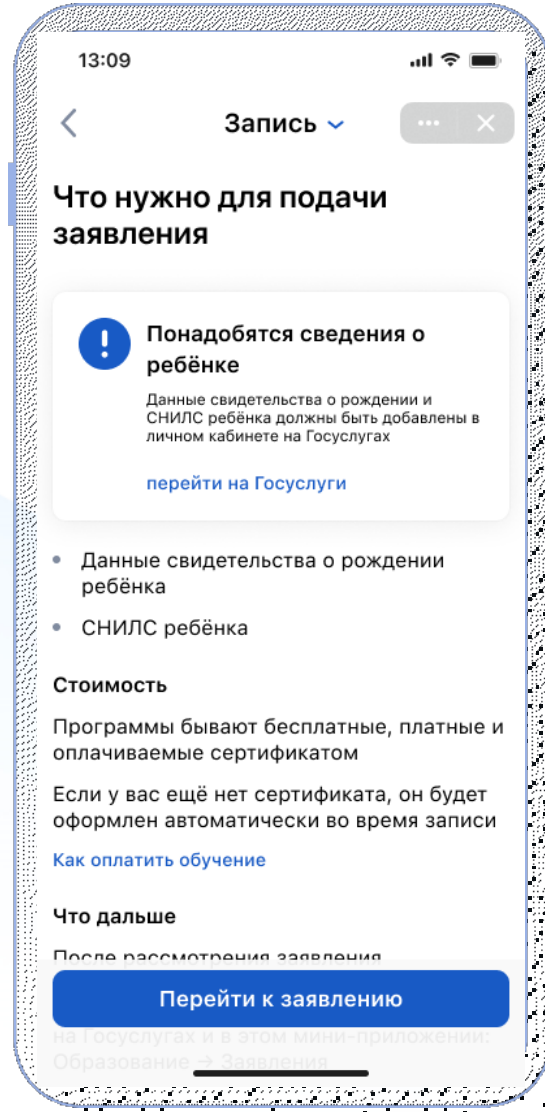 13:09
Запись
Что нужно для подачи
заявления
Понадобятся сведения о
ребёнке
Данные свидетельства о рождении и
СНИЛС ребёнка должны быть добавлены в
личном кабинете на Госуслугах
перейти на Госуслуги
Данные свидетельства о рождении
ребёнка
СНИЛС ребёнка
Стоимость
Программы бывают бесплатные, платные и
оплачиваемые сертификатом
Если у вас ещё нет сертификата, он будет
оформлен автоматически во время записи
Как оплатить обучение
Что дальше
После рассмотрения заявления
Перейти к заявлению
на Госуслугах и в этом мини-приложении:
Образование → Заявления